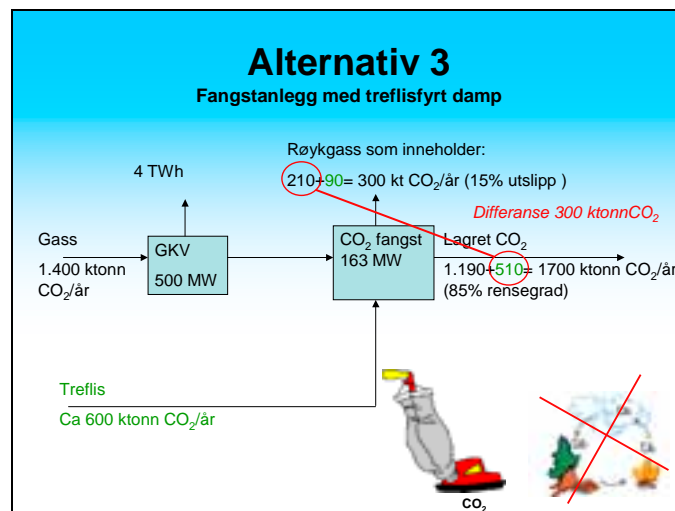 Alternativ 3
Fangstanlegg med treflisfyrt damp
Røykgass som inneholder:
210+90= 300 kt CO₂/år (15% utslipp )
4 TWh
Differanse 300 ktonnCO₂
Gass
1.400 ktonn
CO₂/år
GKV
500 MW
CO₂ fangst
163 MW
Lagret CO₂
1.190+510= 1700 ktonn CO₂/år
(85% rensegrad)
Treflis
Ca 600 ktonn CO₂/år
CO₂